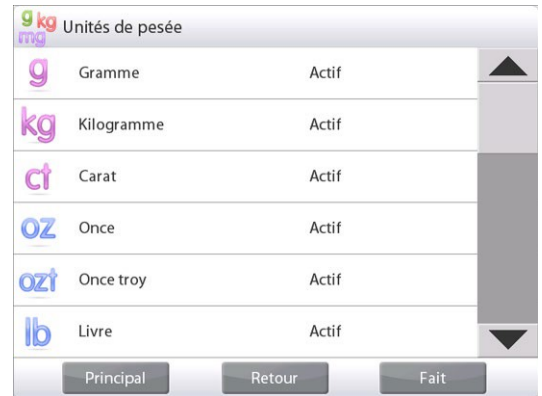 g kg mg Unités de pesée
g Gramme Actif
kg Kilogramme Actif
ct Carat Actif
oz Once Actif
ozt Once troy Actif
lb Livre Actif
Principal Retour Fait